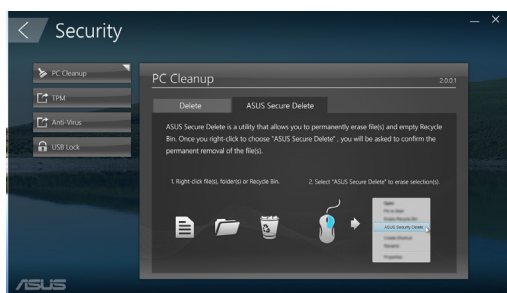 Security
PC Cleanup
TPM
Anti-Virus
USB Lock
PC Cleanup
2.0.0.1
Delete
ASUS Secure Delete
ASUS Secure Delete is a utility that allows you to permanently erase file(s) and empty Recycle
Bin. Once you right-click to choose "ASUS Secure Delete" , you will be asked to confirm the
permanent removal of the file(s).
1. Right-click file(s), folder(s) or Recycle Bin.
2. Select "ASUS Secure Delete" to erase selection(s).
ASUS Security Delete
ASUS